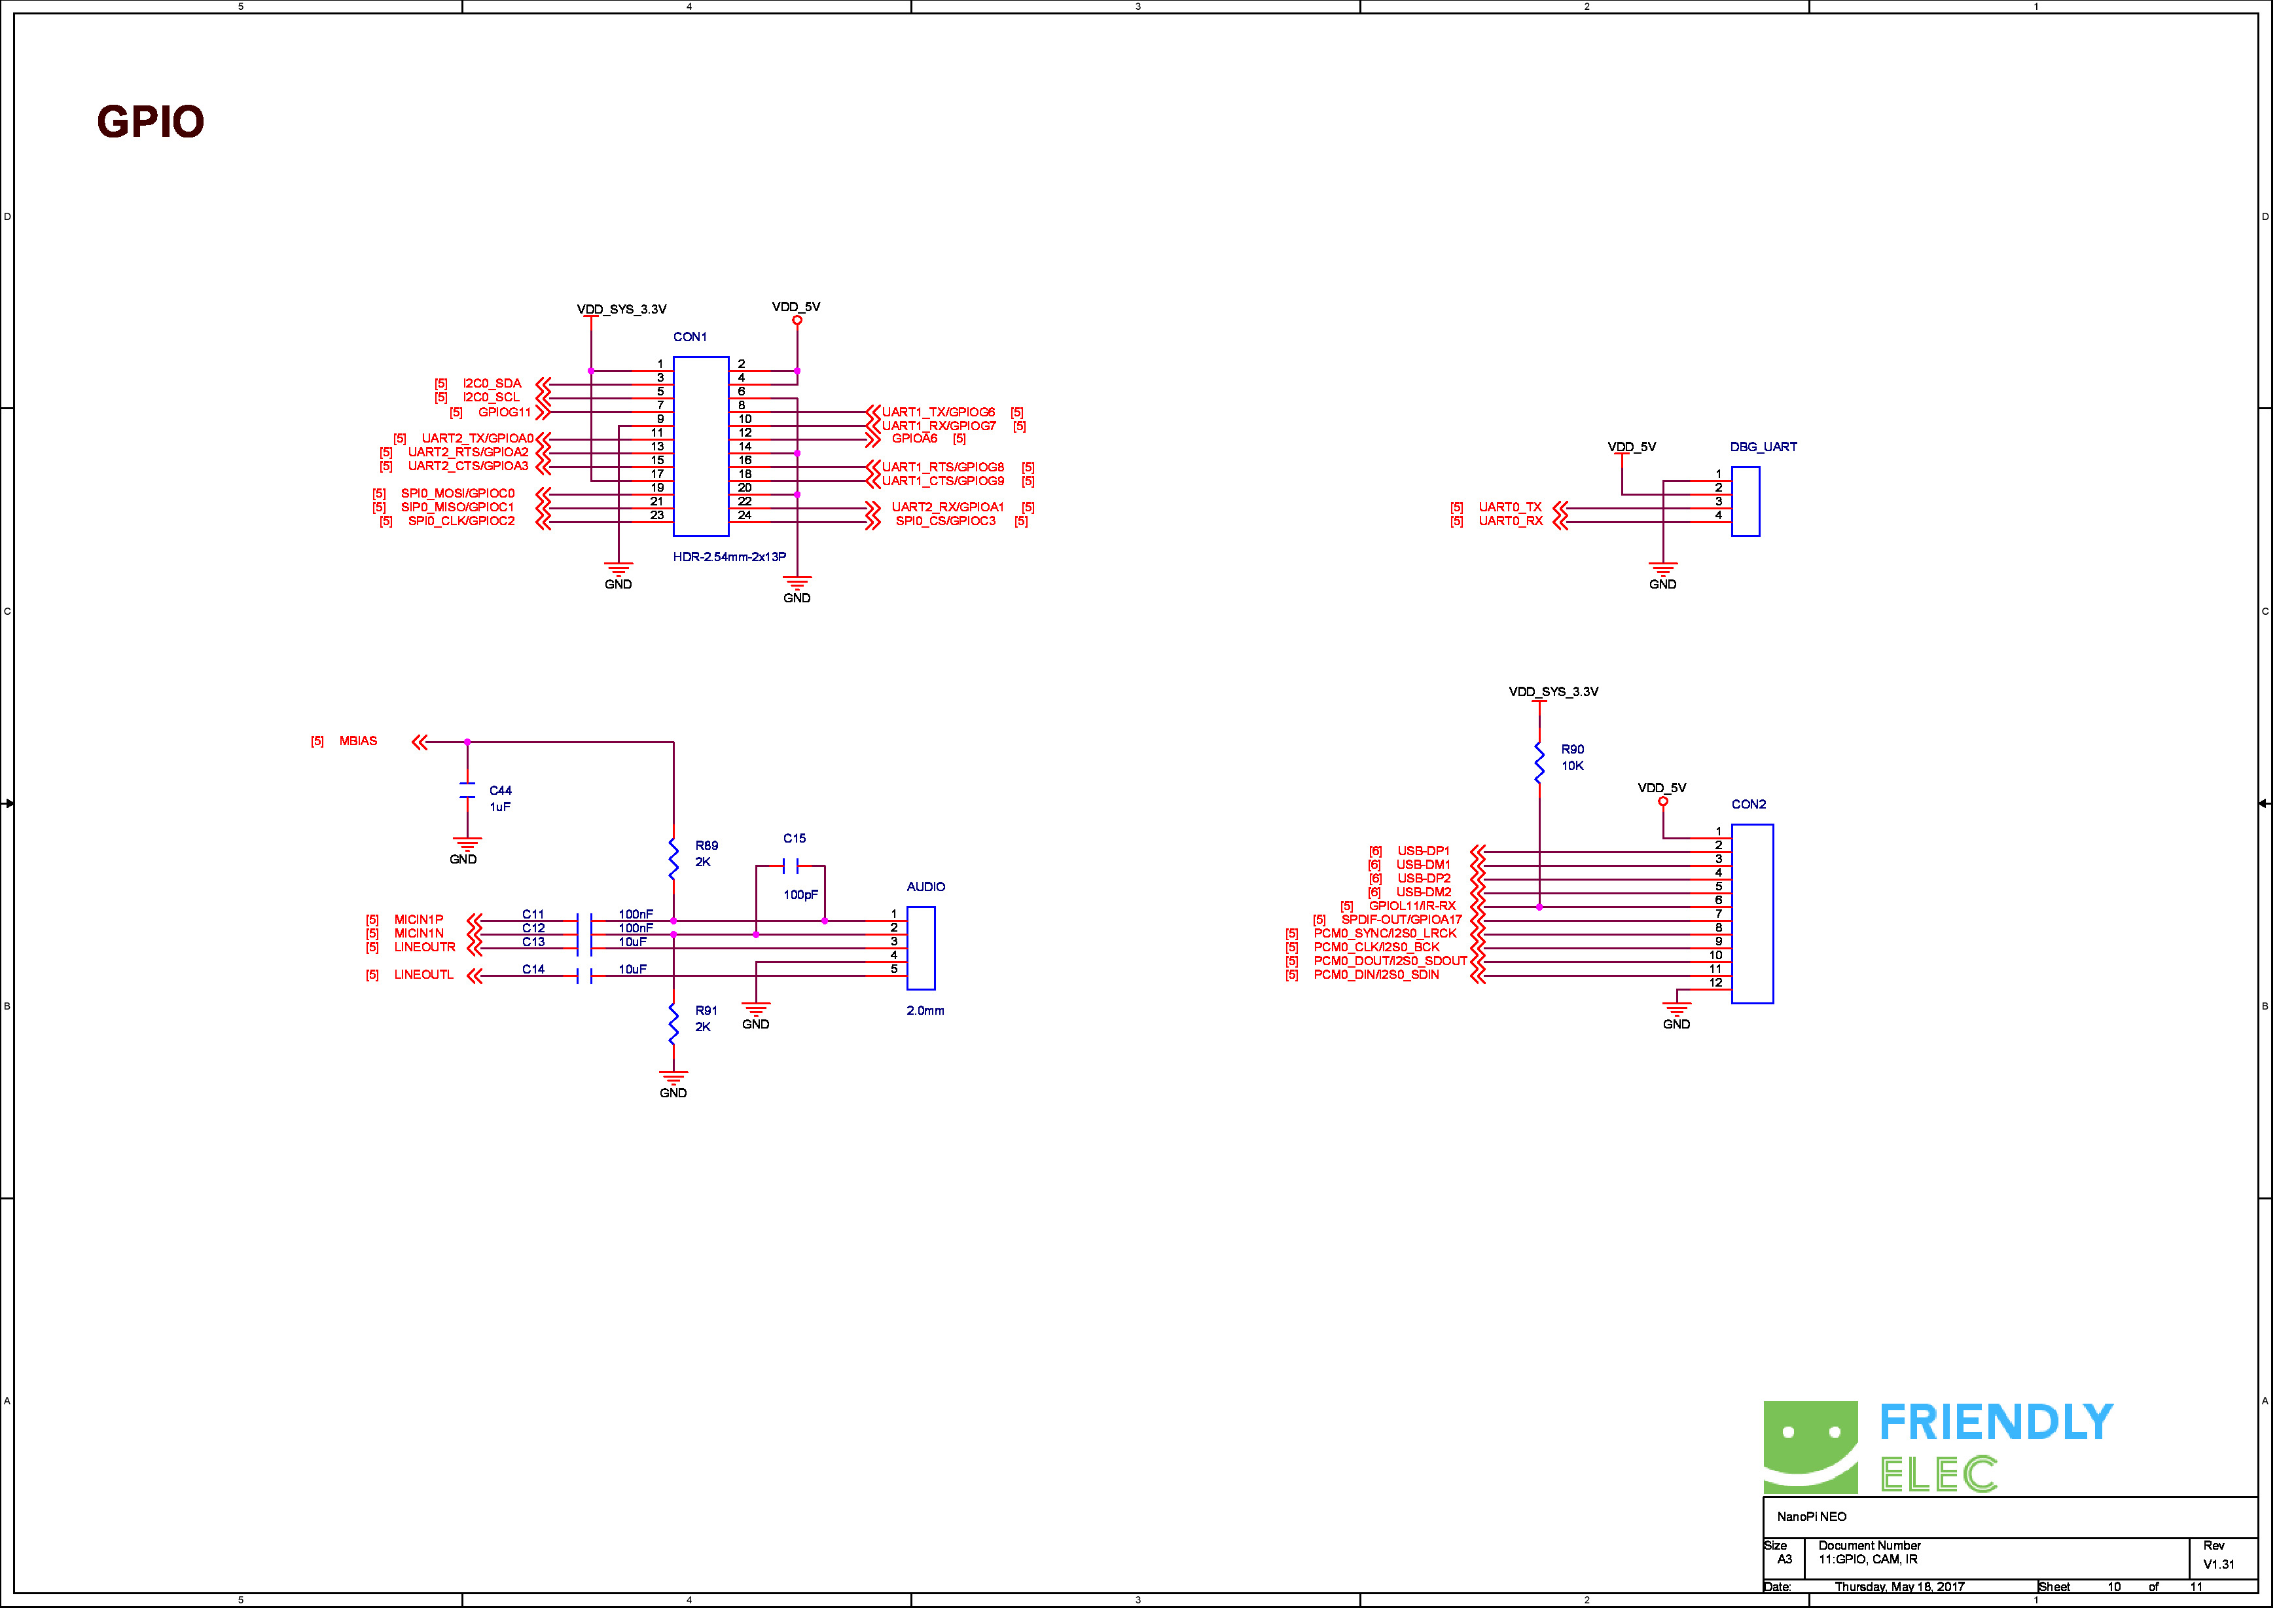 5 4 3 2 1
GPIO
D D
VDD_SYS_3.3V
VDD_5V
CON1
1 2
[5] I2C0_SDA 3 4
[5] I2C0_SCL 5 6
[5] GPIOG11 7 8 UART1_TX/GPIOG6 [5]
9 10 UART1_RX/GPIOG7 [5]
[5] UART2_TX/GPIOA0 11 12 GPIOA6 [5]
[5] UART2_RTS/GPIOA2 13 14
[5] UART2_CTS/GPIOA3 15 16 UART1_RTS/GPIOG8 [5]
17 18 UART1_CTS/GPIOG9 [5]
[5] SPI0_MOSI/GPIOC0 19 20
[5] SIP0_MISO/GPIOC1 21 22 UART2_RX/GPIOA1 [5]
[5] SPI0_CLK/GPIOC2 23 24 SPI0_CS/GPIOC3 [5]
HDR-2.54mm-2x13P
GND
GND
VDD_5V
DBG_UART
1
2
[5] UART0_TX 3
[5] UART0_RX 4
GND
C C
[5] MBIAS
C44
1uF
GND
R89
2K
C15
100pF
AUDIO
[5] MICIN1P C11 100nF 1
[5] MICIN1N C12 100nF 2
[5] LINEOUTR C13 10uF 3
4
[5] LINEOUTL C14 10uF 5
R91
2K
GND
2.0mm
GND
VDD_SYS_3.3V
R90
10K
VDD_5V
CON2
1
[6] USB-DP1 2
[6] USB-DM1 3
[6] USB-DP2 4
[6] USB-DM2 5
[5] GPIOL11/IR-RX 6
[5] SPDIF-OUT/GPIOA17 7
[5] PCM0_SYNC/I2S0_LRCK 8
[5] PCM0_CLK/I2S0_BCK 9
[5] PCM0_DOUT/I2S0_SDOUT 10
[5] PCM0_DIN/I2S0_SDIN 11
12
GND
B B
A A
FRIENDLY
ELEC
NanoPi NEO
Size Document Number Rev
A3 11:GPIO, CAM, IR V1.31
Date: Thursday, May 18, 2017 Sheet 10 of 11
5 4 3 2 1